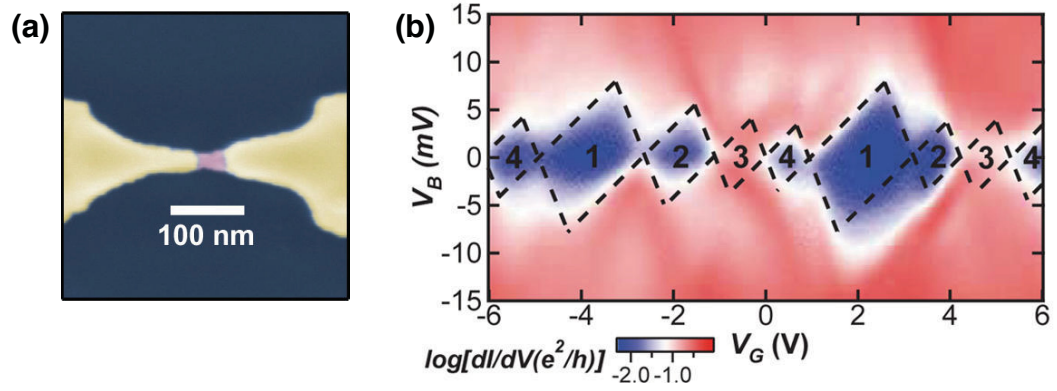 (a)
100 nm
(b)
V_B (mV)
15
10
5
0
-5
-10
-15
4 1 2 3 4 1 2 3 4
-6 -4 -2 0 2 4 6
log[dI/dV(e²/h)]
-2.0 -1.0
V_G (V)